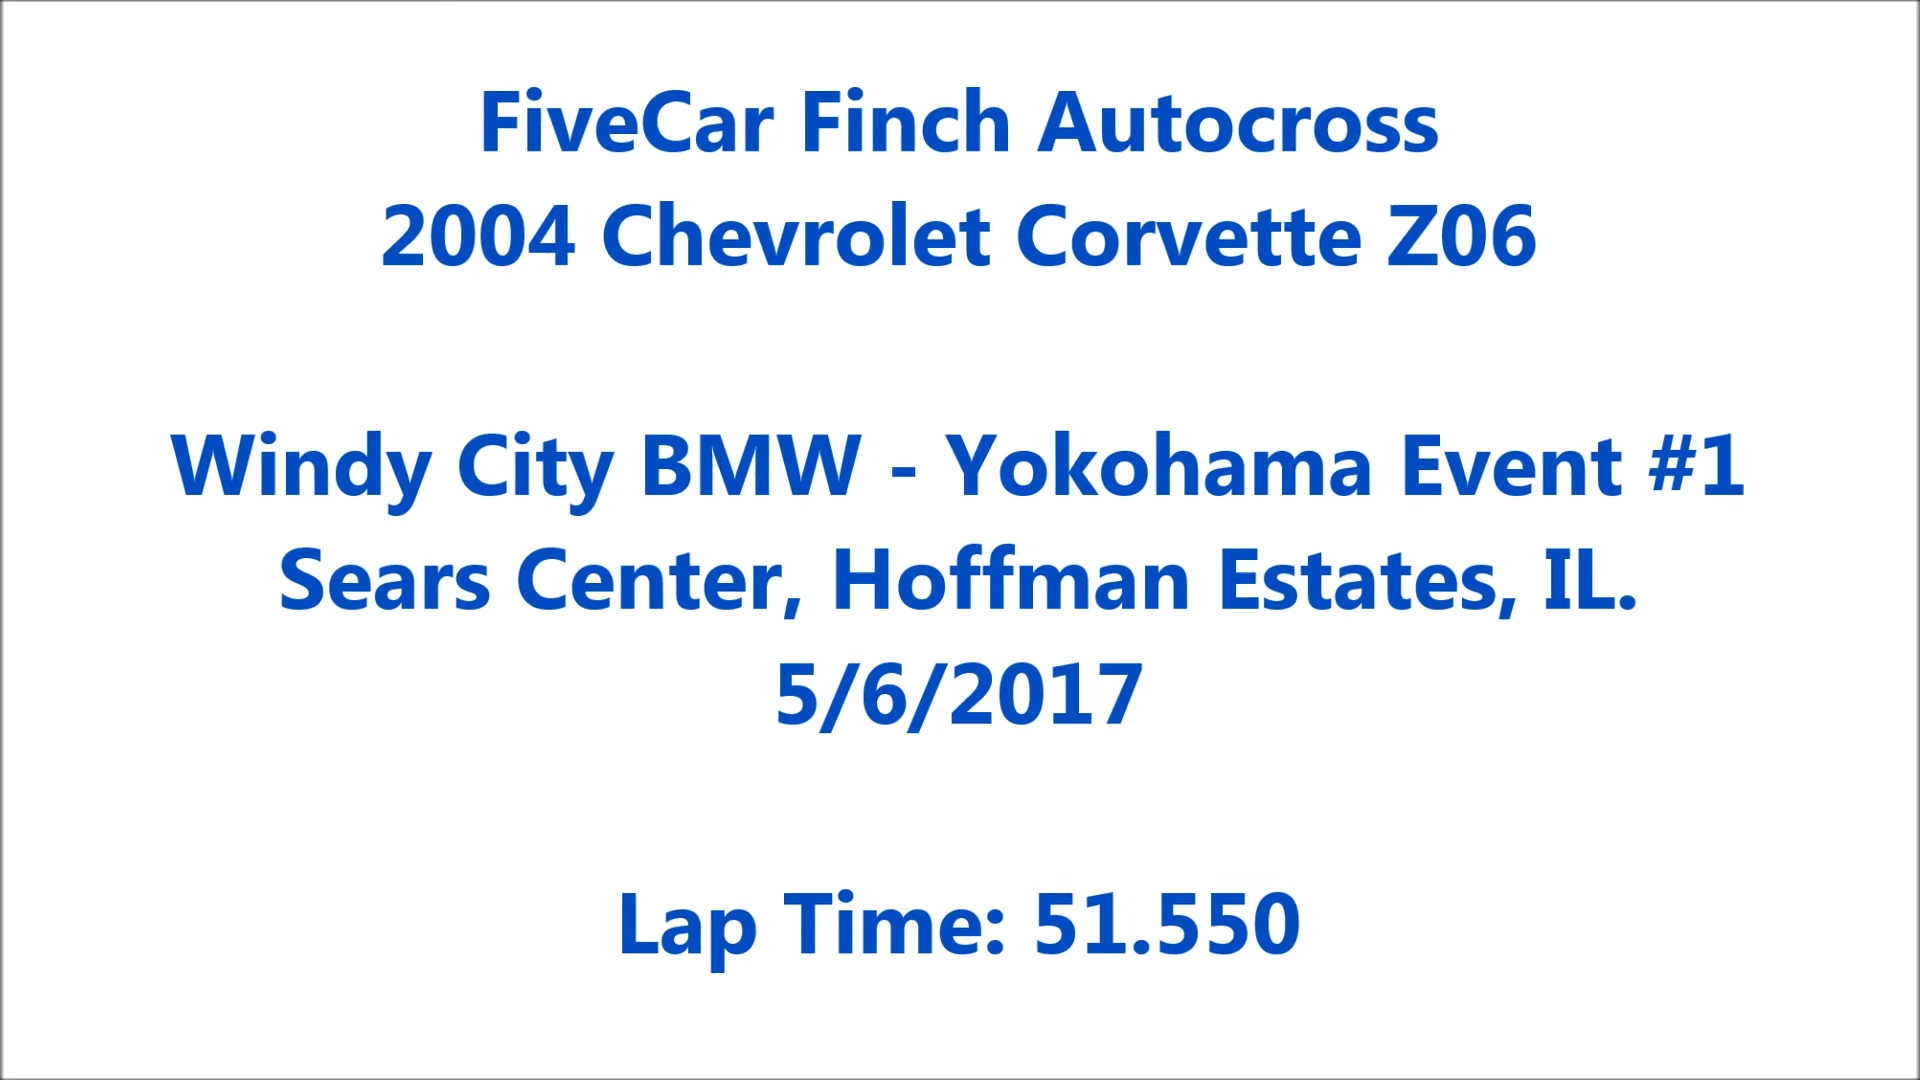 FiveCar Finch Autocross
2004 Chevrolet Corvette Z06
Windy City BMW - Yokohama Event #1
Sears Center, Hoffman Estates, IL.
5/6/2017
Lap Time: 51.550